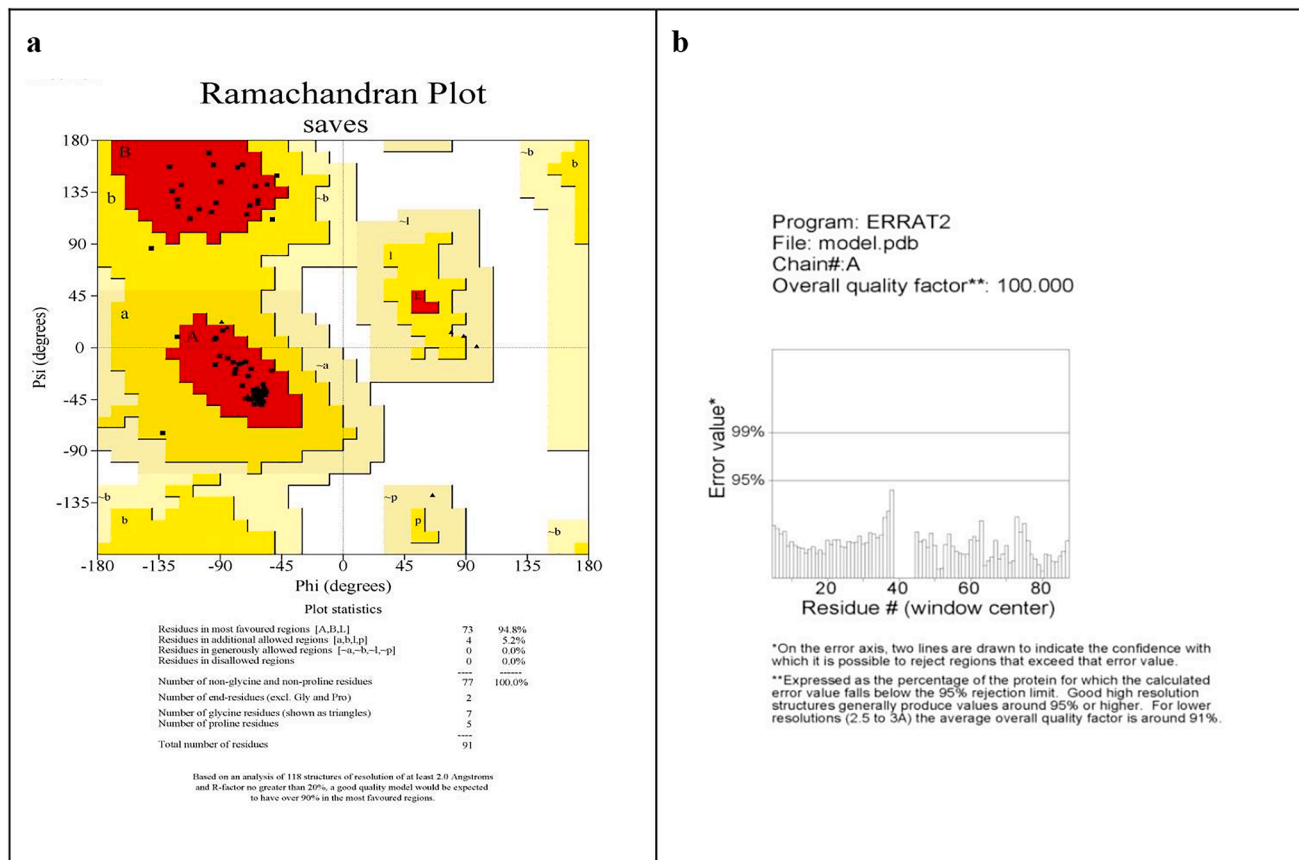 a
Ramachandran Plot
saves
180
135
90
45
0
-45
-90
-135
Psi (degrees)
B
b
~b
~b
b
~l
l
L
a
A
~a
~b
b
~p
p
~b
-180
-135
-90
-45
0
45
90
135
180
Phi (degrees)
Plot statistics
Residues in most favoured regions [A,B,L] 73 94.8%
Residues in additional allowed regions [a,b,l,p] 4 5.2%
Residues in generously allowed regions [~a,~b,~l,~p] 0 0.0%
Residues in disallowed regions 0 0.0%
---- ------
Number of non-glycine and non-proline residues 77 100.0%
Number of end-residues (excl. Gly and Pro) 2
Number of glycine residues (shown as triangles) 7
Number of proline residues 5
----
Total number of residues 91
Based on an analysis of 118 structures of resolution of at least 2.0 Angstroms
and R-factor no greater than 20%, a good quality model would be expected
to have over 90% in the most favoured regions.
b
Program: ERRAT2
File: model.pdb
Chain#:A
Overall quality factor**: 100.000
Error value*
99%
95%
20
40
60
80
Residue # (window center)
*On the error axis, two lines are drawn to indicate the confidence with
which it is possible to reject regions that exceed that error value.
**Expressed as the percentage of the protein for which the calculated
error value falls below the 95% rejection limit. Good high resolution
structures generally produce values around 95% or higher. For lower
resolutions (2.5 to 3A) the average overall quality factor is around 91%.